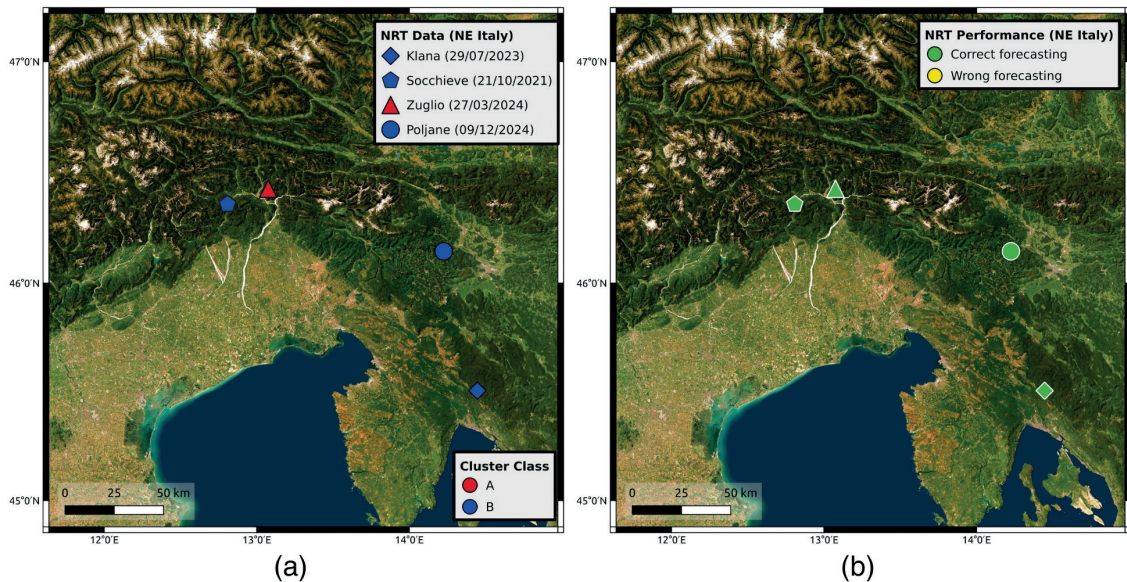 NRT Data (NE Italy)
Klana (29/07/2023)
Socchieve (21/10/2021)
Zuglio (27/03/2024)
Poljane (09/12/2024)
47°0'N
46°0'N
45°0'N
Cluster Class
A
B
0 25 50 km
12°0'E 13°0'E 14°0'E
(a)
NRT Performance (NE Italy)
Correct forecasting
Wrong forecasting
47°0'N
46°0'N
45°0'N
0 25 50 km
12°0'E 13°0'E 14°0'E
(b)